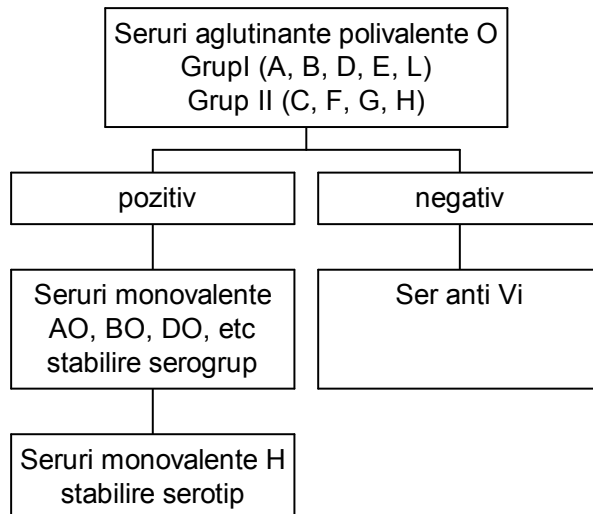 Seruri aglutinante polivalente O
GrupI (A, B, D, E, L)
Grup II (C, F, G, H)
pozitiv
negativ
Seruri monovalente
AO, BO, DO, etc
stabilire serogrup
Ser anti Vi
Seruri monovalente H
stabilire serotip